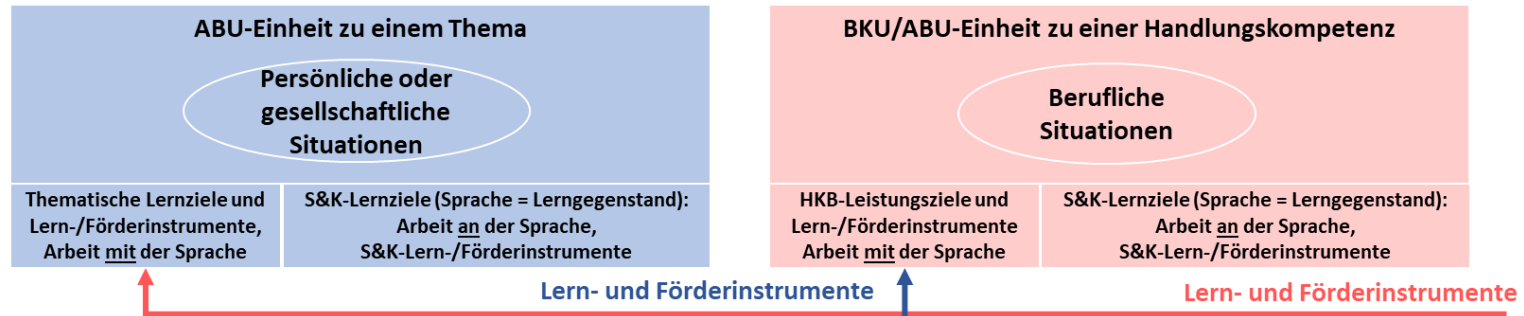 ABU-Einheit zu einem Thema
Persönliche oder
gesellschaftliche
Situationen
Thematische Lernziele und
Lern-/Förderinstrumente,
Arbeit mit der Sprache
S&K-Lernziele (Sprache = Lerngegenstand):
Arbeit an der Sprache,
S&K-Lern-/Förderinstrumente
BKU/ABU-Einheit zu einer Handlungskompetenz
Berufliche
Situationen
HKB-Leistungsziele und
Lern-/Förderinstrumente
Arbeit mit der Sprache
S&K-Lernziele (Sprache = Lerngegenstand):
Arbeit an der Sprache,
S&K-Lern-/Förderinstrumente
Lern- und Förderinstrumente
Lern- und Förderinstrumente